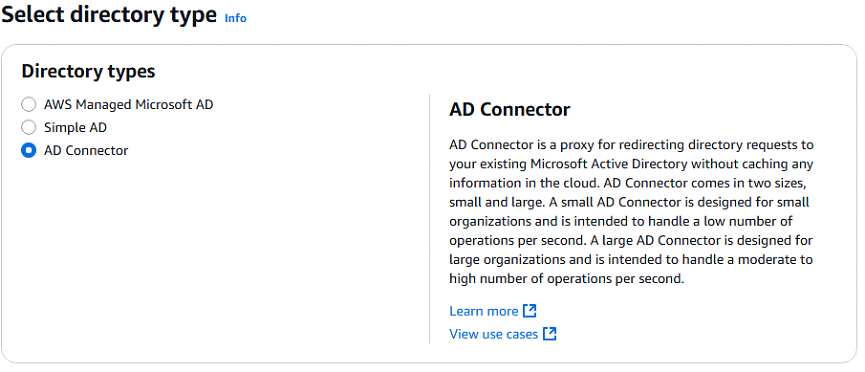 Select directory type Info
Directory types
AWS Managed Microsoft AD
Simple AD
AD Connector
AD Connector
AD Connector is a proxy for redirecting directory requests to
your existing Microsoft Active Directory without caching any
information in the cloud. AD Connector comes in two sizes,
small and large. A small AD Connector is designed for small
organizations and is intended to handle a low number of
operations per second. A large AD Connector is designed for
large organizations and is intended to handle a moderate to
high number of operations per second.
Learn more
View use cases